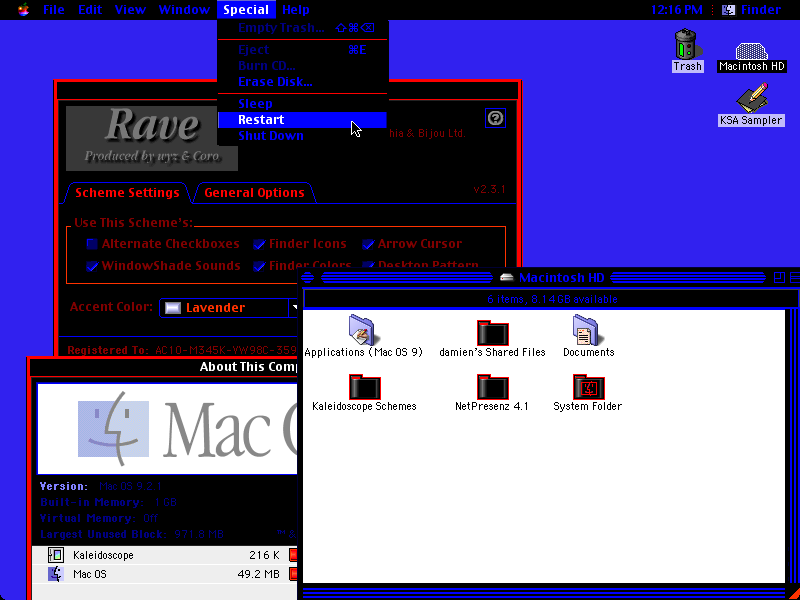 File Edit View Window Special Help 12:16 PM Finder
Empty Trash...
Eject E
Burn CD...
Erase Disk...
Sleep
Restart
Shut Down
Trash
Macintosh HD
KSA Sampler
Rave
Produced by wyz & Coro
hia & Bijou Ltd.
Scheme Settings General Options v2.3.1
Use This Scheme's:
Alternate Checkboxes Finder Icons Arrow Cursor
WindowShade Sounds Finder Colors Desktop Pattern
Accent Color: Lavender
Registered To: AC10-M345K-VW98C-359
Macintosh HD
6 items, 8.14 GB available
Applications (Mac OS 9) damien's Shared Files Documents
Kaleidoscope Schemes NetPresenz 4.1 System Folder
About This Comp
Mac
Version: Mac OS 9.2.1
Built-in Memory: 1 GB
Virtual Memory: Off
Largest Unused Block: 971.8 MB
Kaleidoscope 216 K
Mac OS 49.2 MB